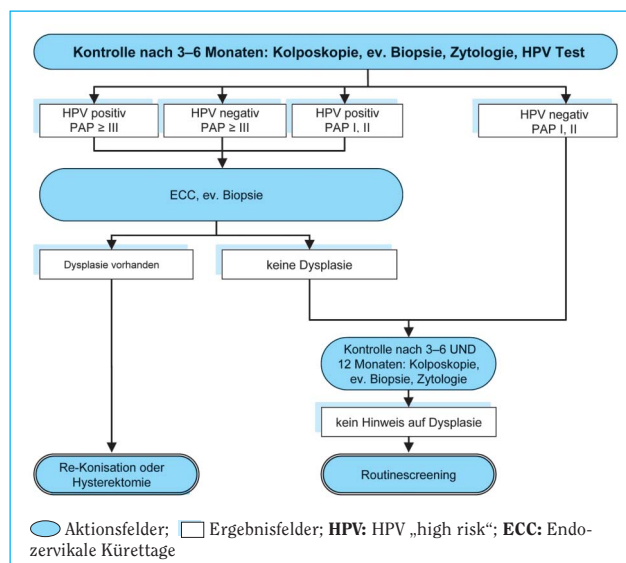 Kontrolle nach 3–6 Monaten: Kolposkopie, ev. Biopsie, Zytologie, HPV Test
HPV positiv
PAP ≥ III
HPV negativ
PAP ≥ III
HPV positiv
PAP I, II
HPV negativ
PAP I, II
ECC, ev. Biopsie
Dysplasie vorhanden
keine Dysplasie
Kontrolle nach 3–6 UND
12 Monaten: Kolposkopie,
ev. Biopsie, Zytologie
kein Hinweis auf Dysplasie
Re-Konisation oder
Hysterektomie
Routinescreening
Aktionsfelder; Ergebnisfelder; HPV: HPV „high risk“; ECC: Endo-
zervikale Kürettage